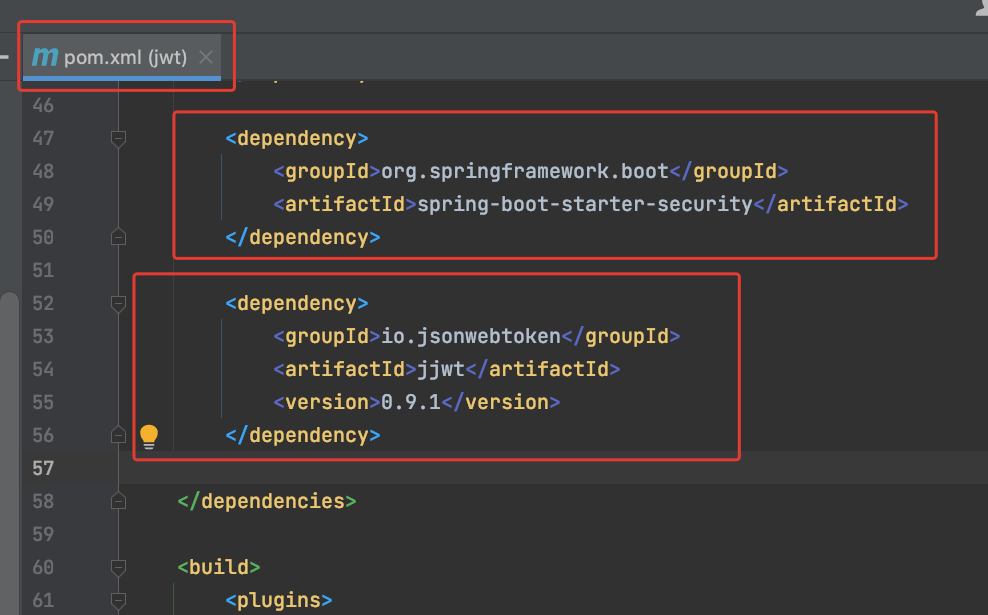 m pom.xml (jwt)
46
47 <dependency>
48 <groupId>org.springframework.boot</groupId>
49 <artifactId>spring-boot-starter-security</artifactId>
50 </dependency>
51
52 <dependency>
53 <groupId>io.jsonwebtoken</groupId>
54 <artifactId>jjwt</artifactId>
55 <version>0.9.1</version>
56 </dependency>
57
58 </dependencies>
59
60 <build>
61 <plugins>